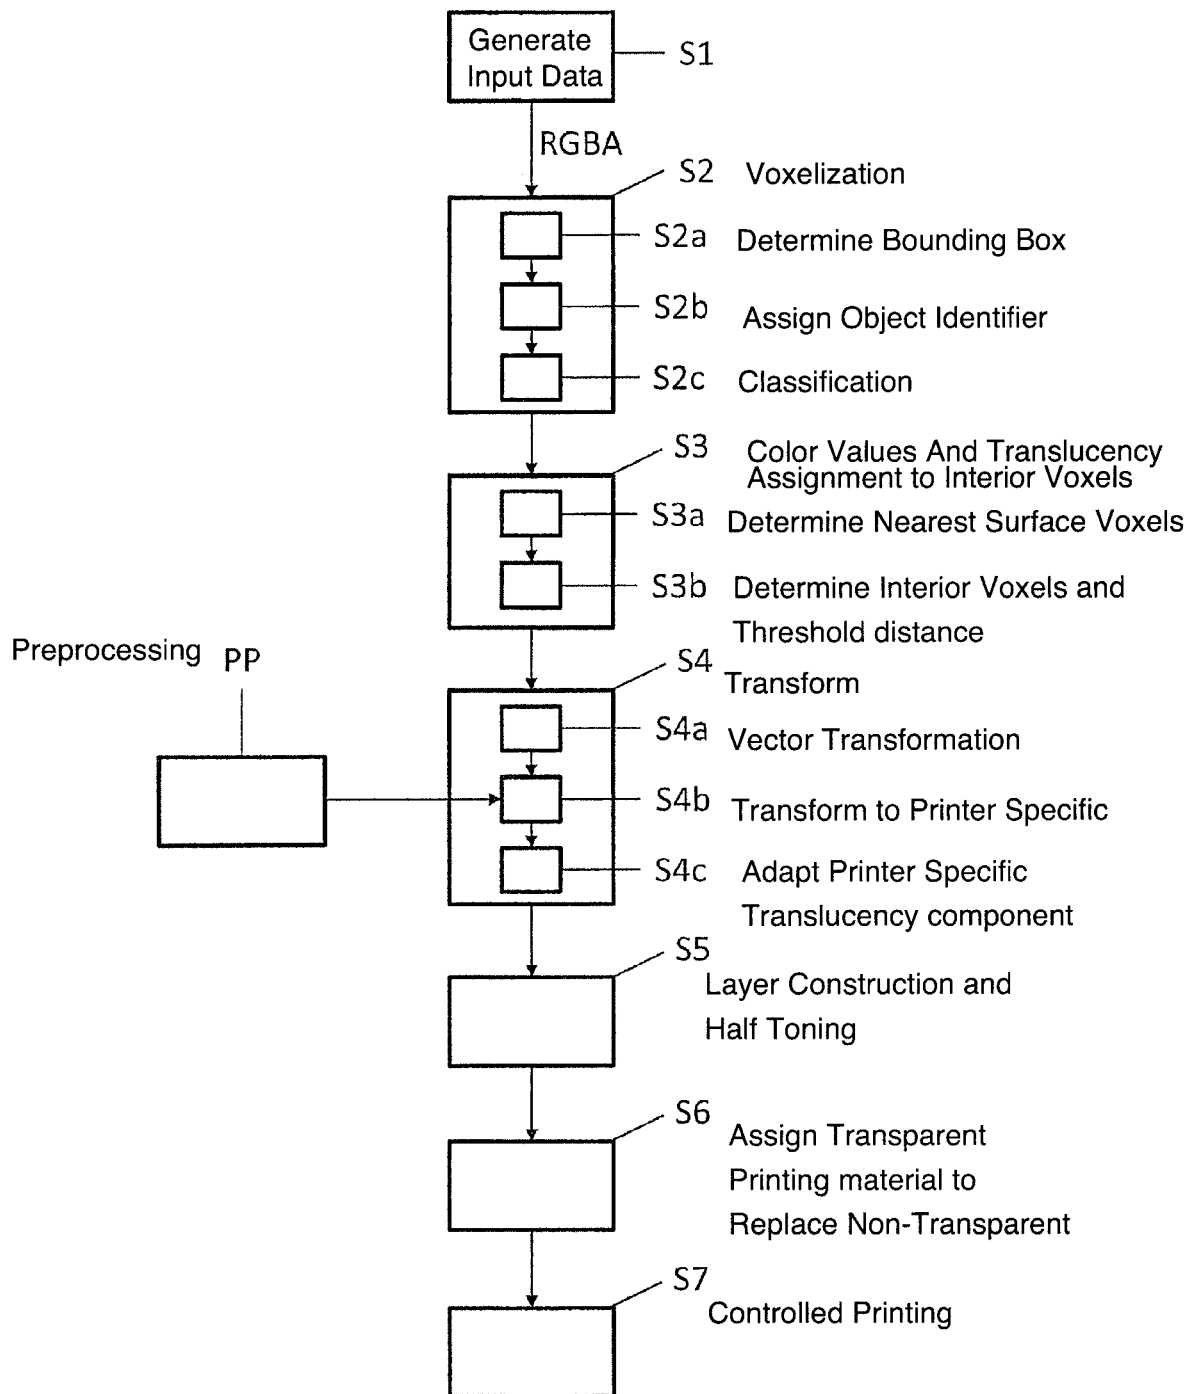 Generate
Input Data
S1
RGBA
S2 Voxelization
S2a Determine Bounding Box
S2b Assign Object Identifier
S2c Classification
S3 Color Values And Translucency
Assignment to Interior Voxels
S3a Determine Nearest Surface Voxels
S3b Determine Interior Voxels and
Threshold distance
Preprocessing PP
S4 Transform
S4a Vector Transformation
S4b Transform to Printer Specific
S4c Adapt Printer Specific
Translucency component
S5 Layer Construction and
Half Toning
S6 Assign Transparent
Printing material to
Replace Non-Transparent
S7 Controlled Printing